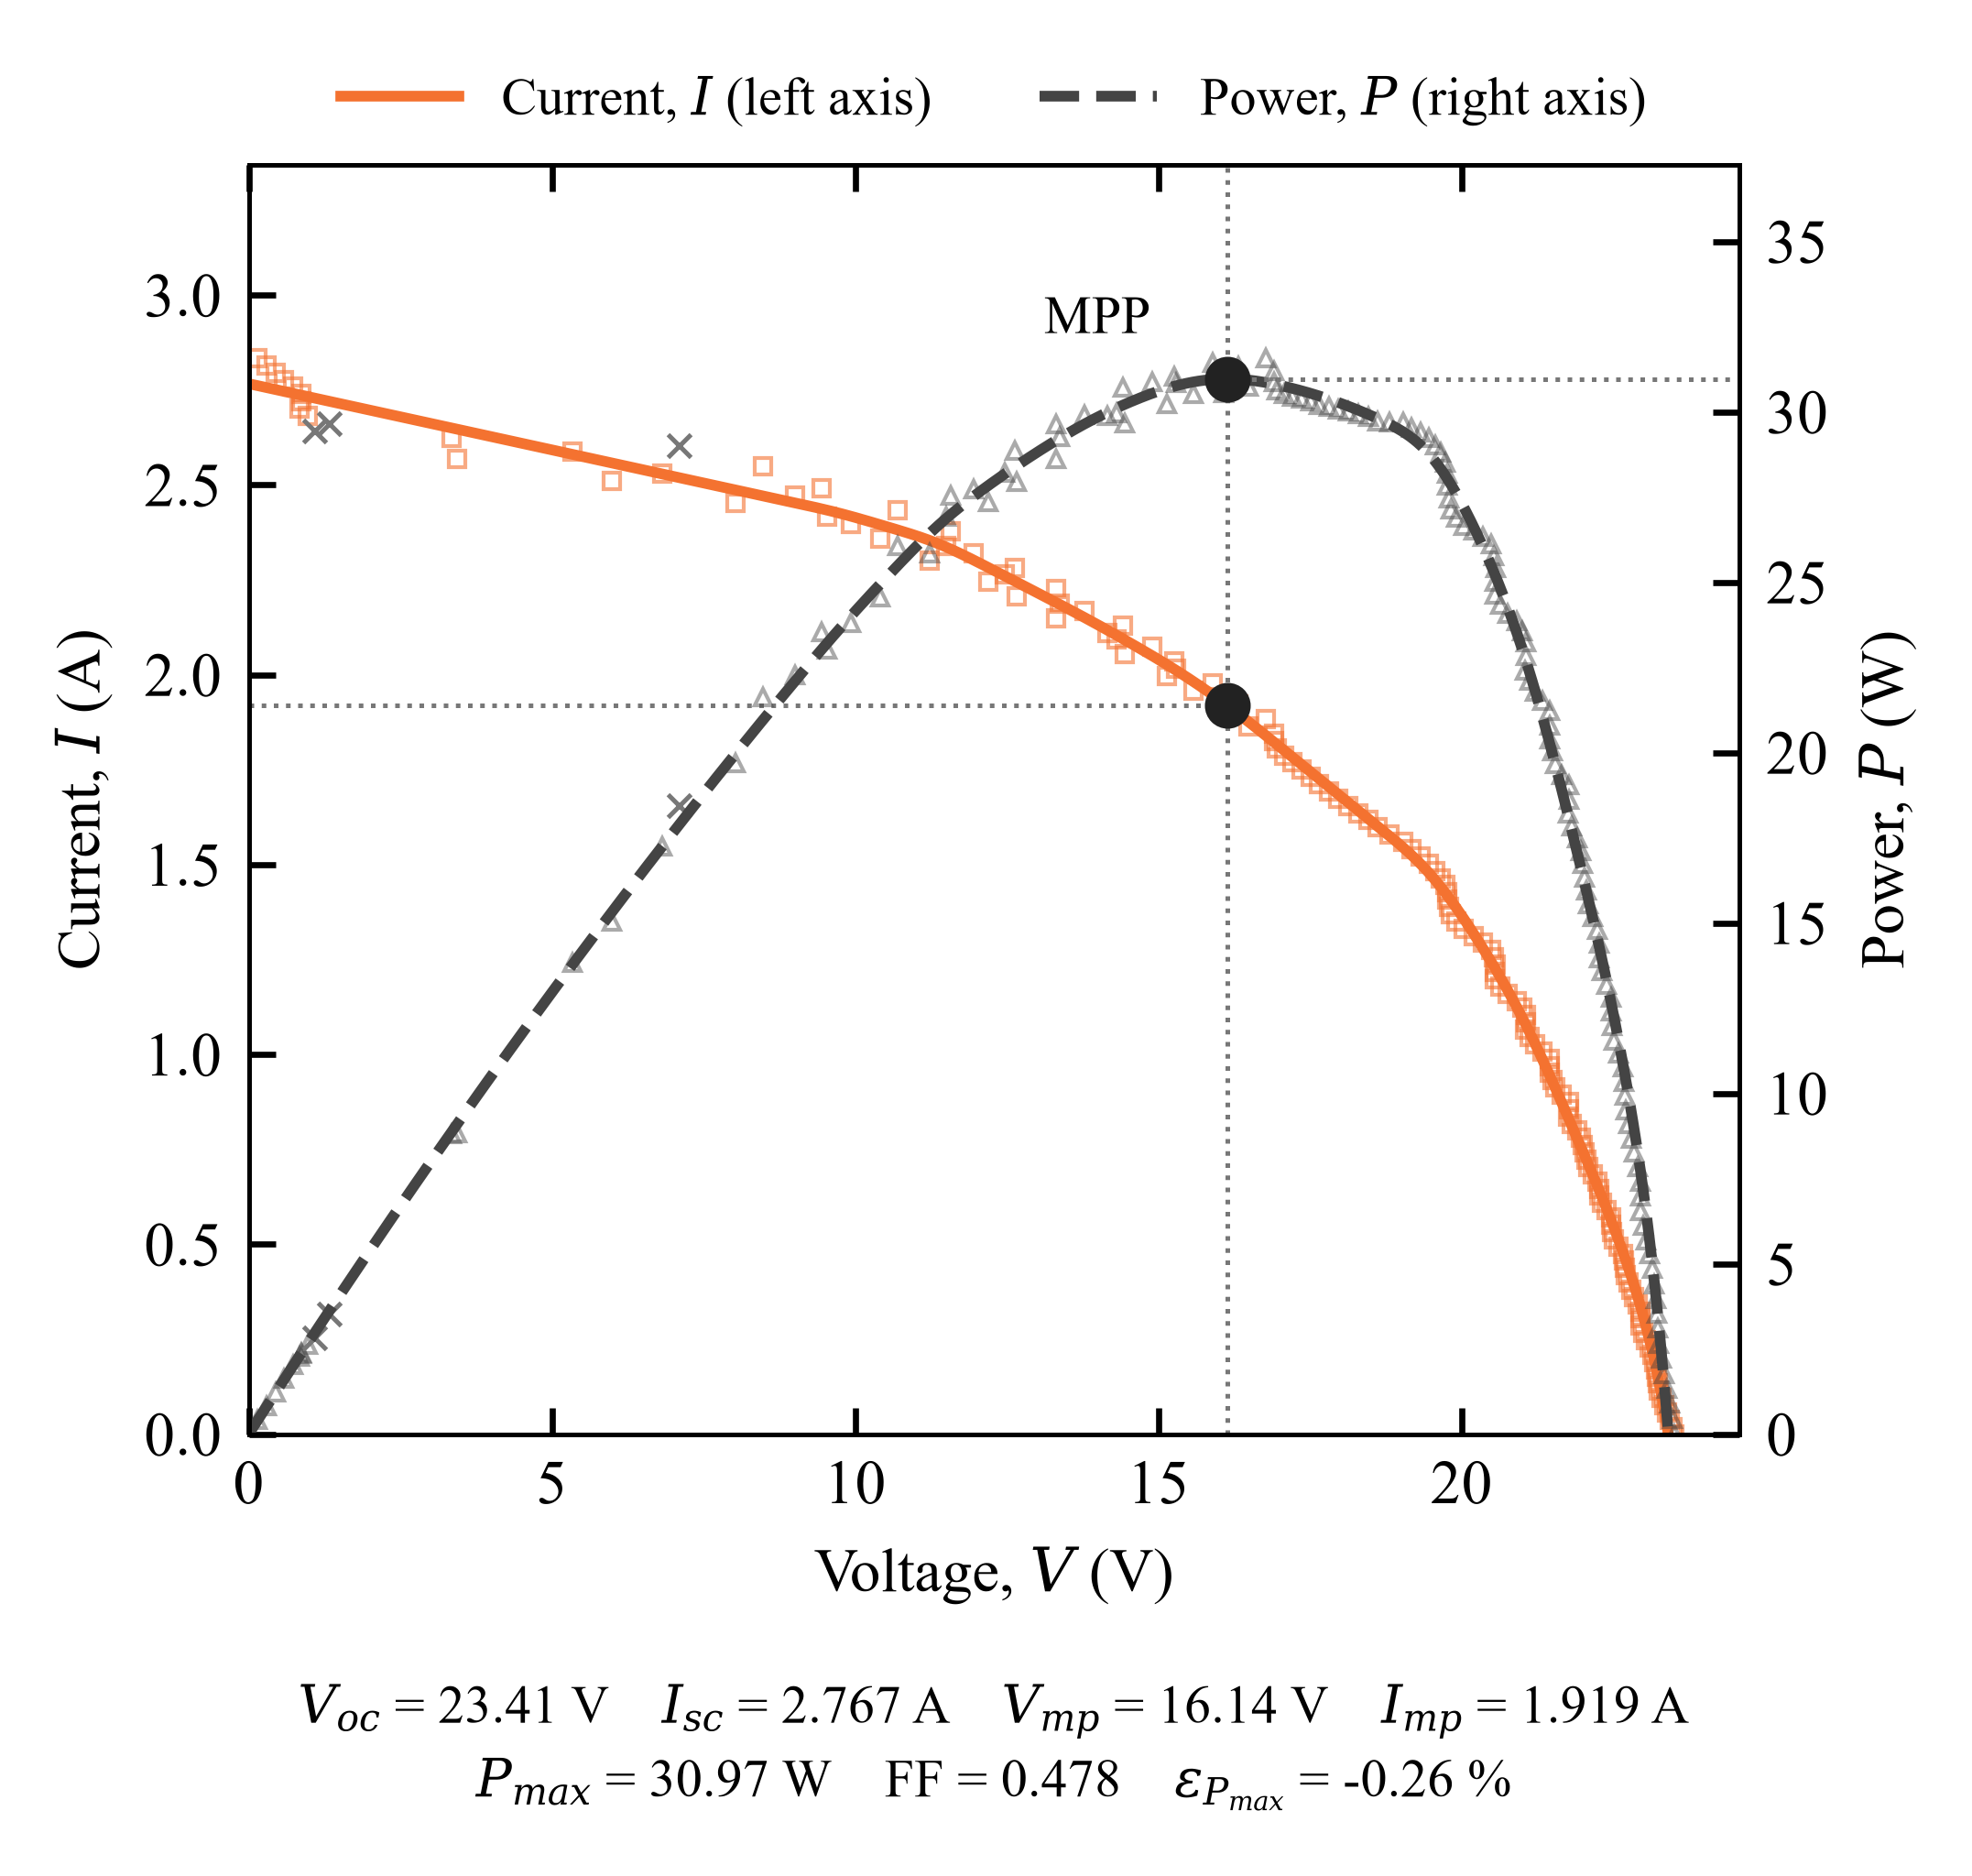 Current, I (left axis) Power, P (right axis)
MPP
Current, I (A)
3.0
2.5
2.0
1.5
1.0
0.5
0.0
35
30
25
20
15
10
5
0
Power, P (W)
0 5 10 15 20
Voltage, V (V)
V_oc = 23.41 V I_sc = 2.767 A V_mp = 16.14 V I_mp = 1.919 A
P_max = 30.97 W FF = 0.478 ε_P_max = -0.26 %